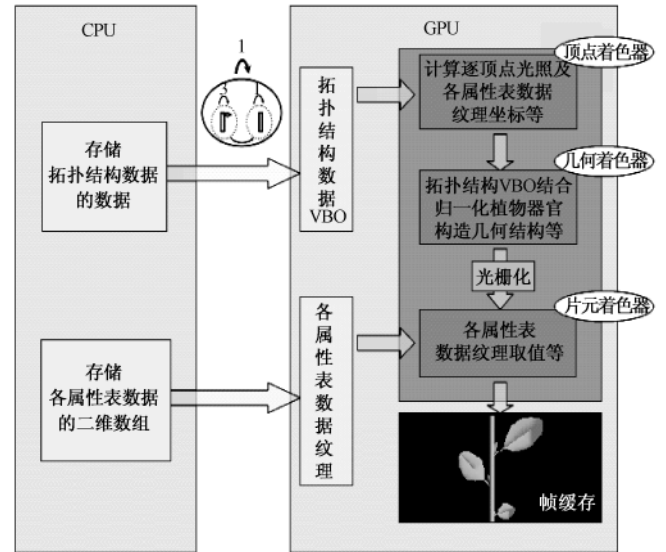 CPU
存储
拓扑结构数据
的数据
存储
各属性表数据
的二维数组
1
3
1
GPU
拓扑结构数据VBO
各属性表数据纹理
顶点着色器
计算逐顶点光照及
各属性表数据
纹理坐标等
几何着色器
拓扑结构VBO结合
归一化植物器官
构造几何结构等
光栅化
片元着色器
各属性表
数据纹理取值等
帧缓存